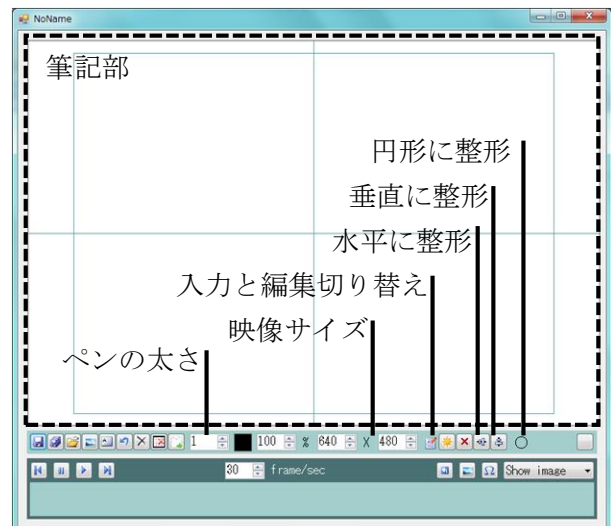 NoName
筆記部
円形に整形
垂直に整形
水平に整形
入力と編集切り替え
映像サイズ
ペンの太さ
1 100 % 640 X 480
30 frame/sec Show image